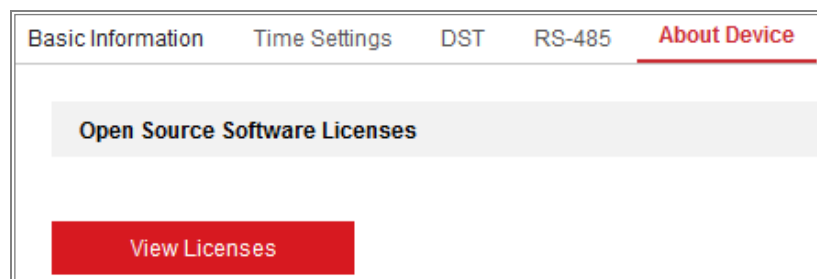 Basic Information Time Settings DST RS-485 About Device
Open Source Software Licenses
View Licenses